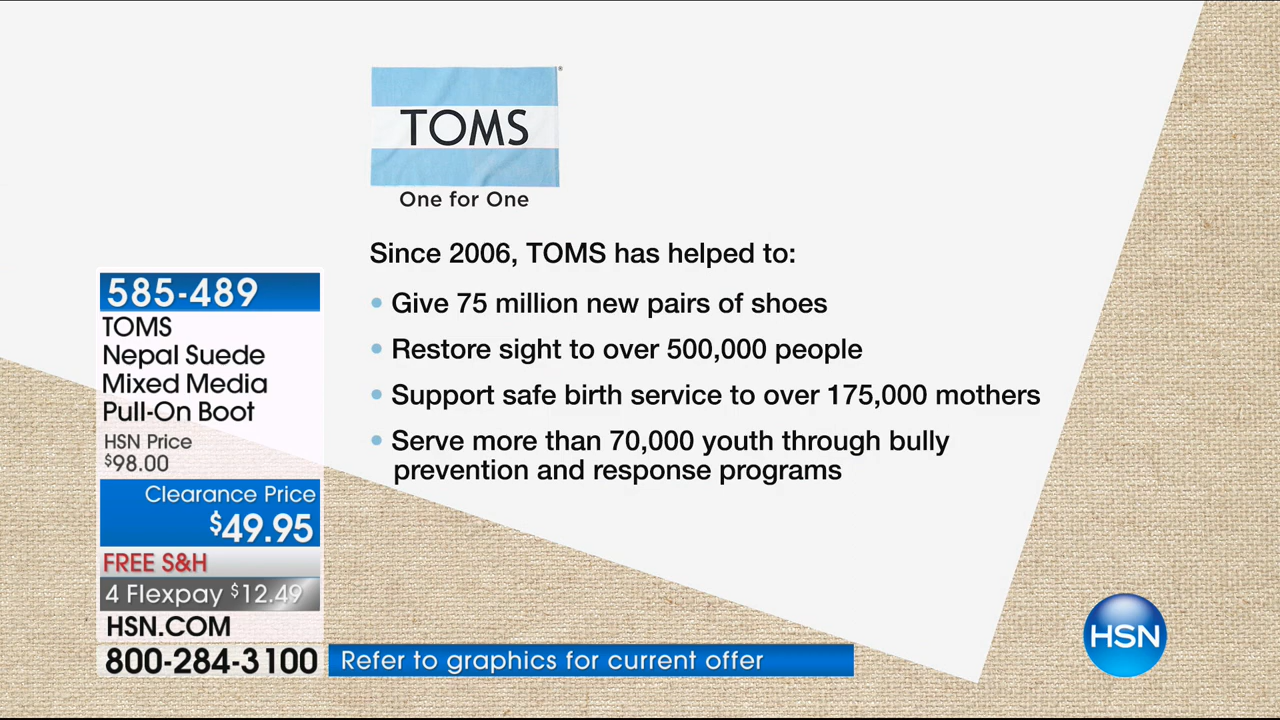 TOMS
One for One
Since 2006, TOMS has helped to:
• Give 75 million new pairs of shoes
• Restore sight to over 500,000 people
• Support safe birth service to over 175,000 mothers
• Serve more than 70,000 youth through bully
prevention and response programs
585-489
TOMS
Nepal Suede
Mixed Media
Pull-On Boot
HSN Price
$98.00
Clearance Price
$49.95
FREE S&H
4 Flexpay $12.49
HSN.COM
800-284-3100
Refer to graphics for current offer
HSN